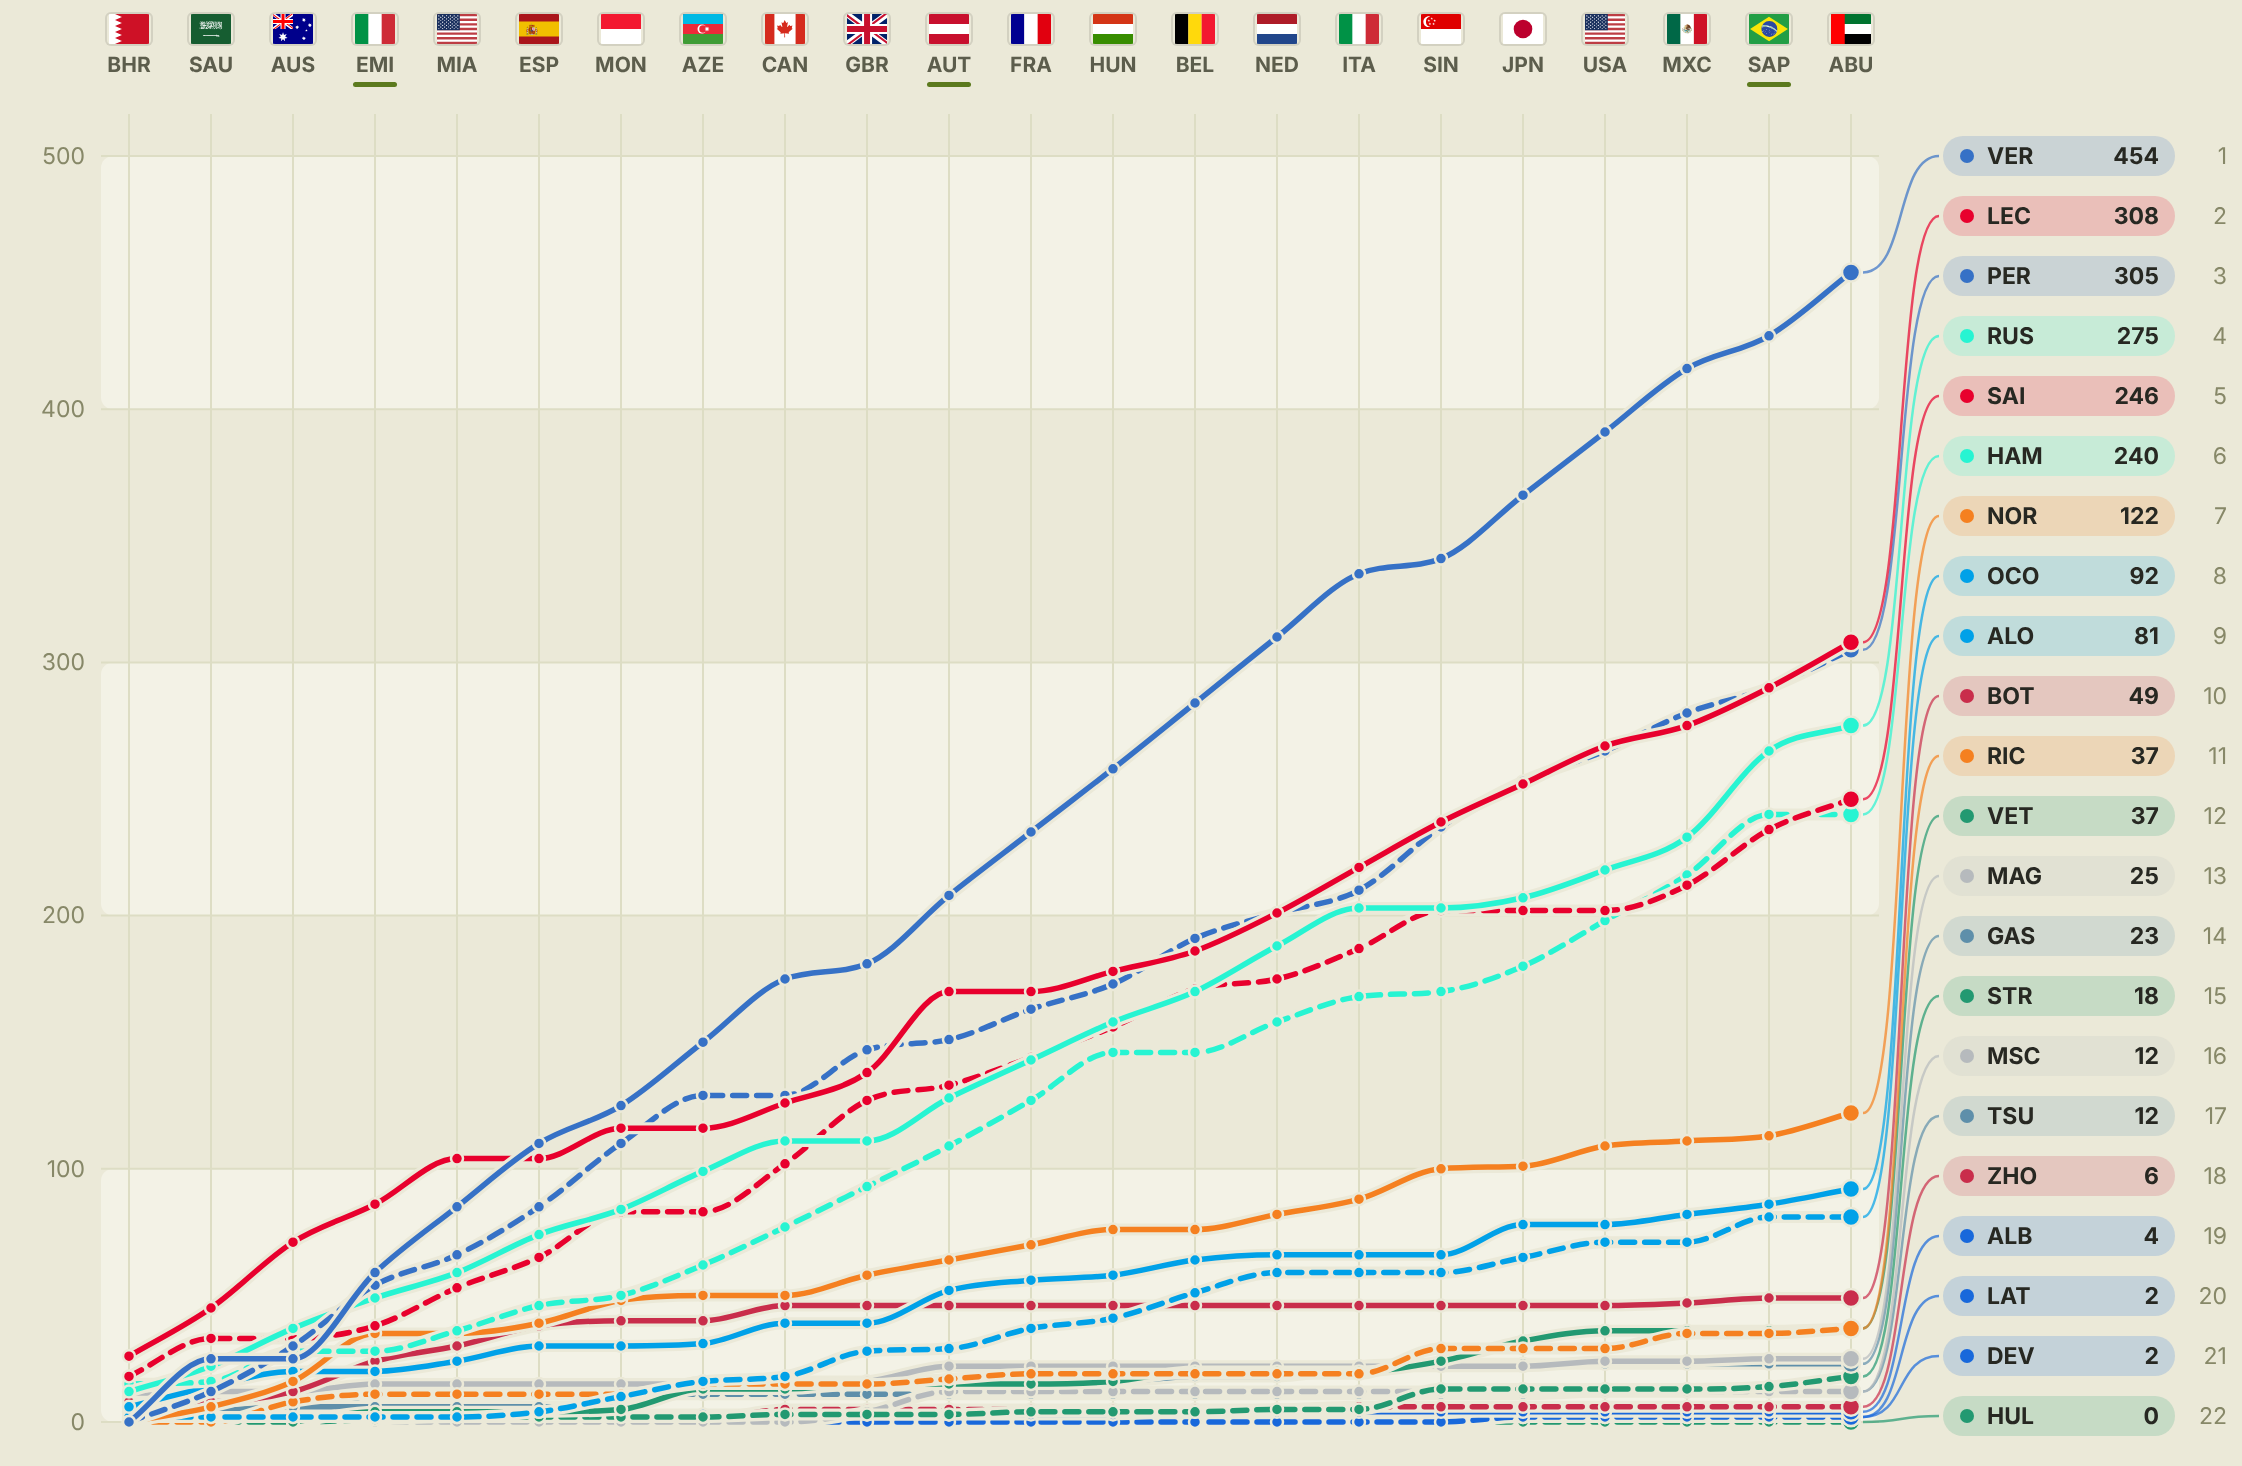 BHR SAU AUS EMI MIA ESP MON AZE CAN GBR AUT FRA HUN BEL NED ITA SIN JPN USA MXC SAP ABU
500
400
300
200
100
0
VER 454 1
LEC 308 2
PER 305 3
RUS 275 4
SAI 246 5
HAM 240 6
NOR 122 7
OCO 92 8
ALO 81 9
BOT 49 10
RIC 37 11
VET 37 12
MAG 25 13
GAS 23 14
STR 18 15
MSC 12 16
TSU 12 17
ZHO 6 18
ALB 4 19
LAT 2 20
DEV 2 21
HUL 0 22